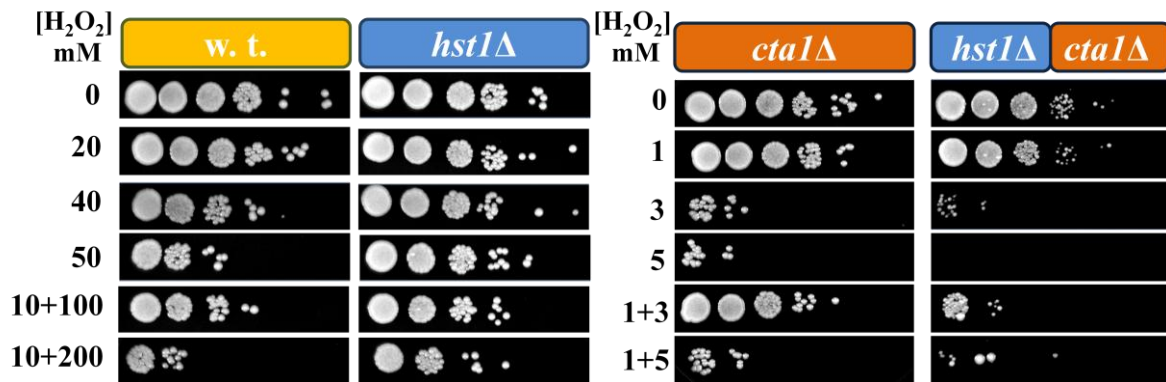 [H₂O₂]
mM
w. t.
hst1Δ
0
20
40
50
10+100
10+200
[H₂O₂]
mM
cta1Δ
hst1Δ cta1Δ
0
1
3
5
1+3
1+5